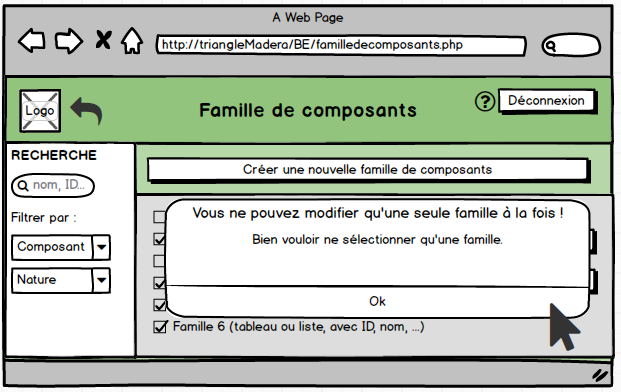 A Web Page
http://triangleMadera/BE/familledecomposants.php
Logo
Famille de composants
?
Déconnexion
RECHERCHE
nom, ID...
Filtrer par :
Composant
Nature
Créer une nouvelle famille de composants
Vous ne pouvez modifier qu'une seule famille à la fois !
Bien vouloir ne sélectionner qu'une famille.
Ok
Famille 6 (tableau ou liste, avec ID, nom, ...)